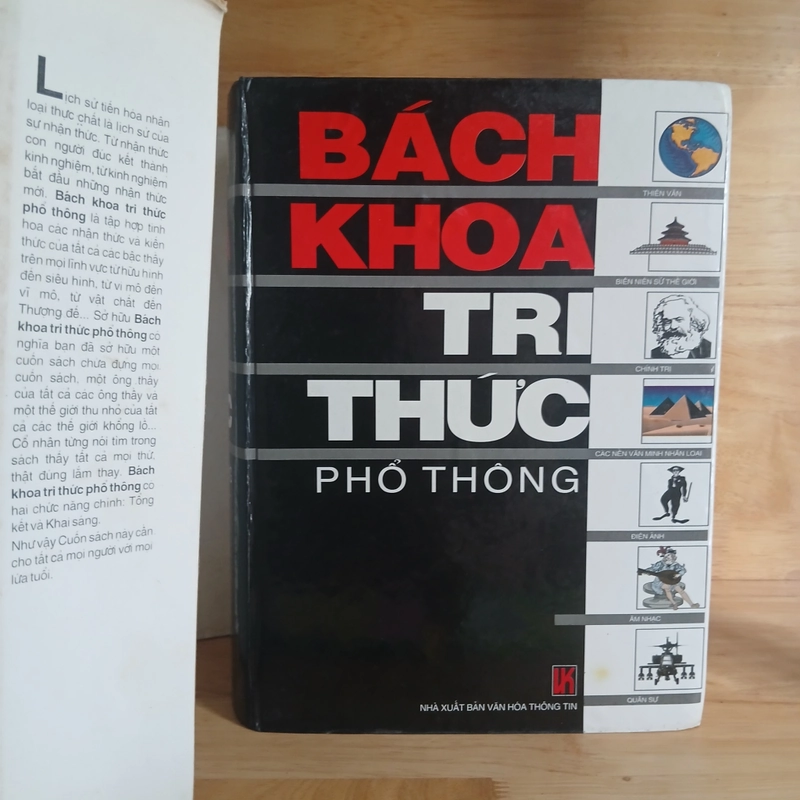 Lịch sử tiến hóa nhân
loại thực chất là lịch sử của
sự nhận thức. Từ nhận thức
con người đúc kết thành
kinh nghiệm, từ kinh nghiệm
bắt đầu những nhận thức
mới. Bách khoa tri thức
phổ thông là tập hợp tinh
hoa các nhận thức và kiến
thức của tất cả các bậc thầy
trên mọi lĩnh vực từ hữu hình
đến siêu hình, từ vi mô đến
vĩ mô, từ vật chất đến
Thượng đế... Sở hữu Bách
khoa tri thức phổ thông có
nghĩa bạn đã sở hữu một
cuốn sách chứa đựng mọi
cuốn sách, một ông thầy
của tất cả các ông thầy và
một thế giới thu nhỏ của tất
cả các thế giới khổng lồ...
Cổ nhân từng nói tìm trong
sách thấy tất cả mọi thứ,
thật đúng lắm thay. Bách
khoa tri thức phổ thông có
hai chức năng chính: Tổng
kết và Khai sáng.
Như vậy Cuốn sách này cần
cho tất cả mọi người với mọi
lứa tuổi.
BÁCH
KHOA
TRI
THỨC
PHỔ THÔNG
THIÊN VĂN
BIÊN NIÊN SỬ THẾ GIỚI
CHÍNH TRỊ
CÁC NỀN VĂN MINH NHÂN LOẠI
ĐIỆN ẢNH
ÂM NHẠC
QUÂN SỰ
VK
NHÀ XUẤT BẢN VĂN HÓA THÔNG TIN